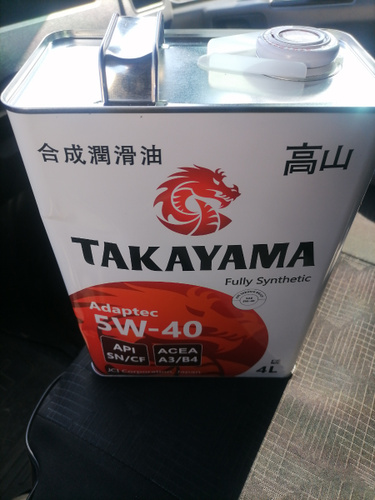 合成潤滑油
高山
TAKAYAMA
Fully Synthetic
Adaptec
5W-40
API
SN/CF
ACEA
A3/B4
4L